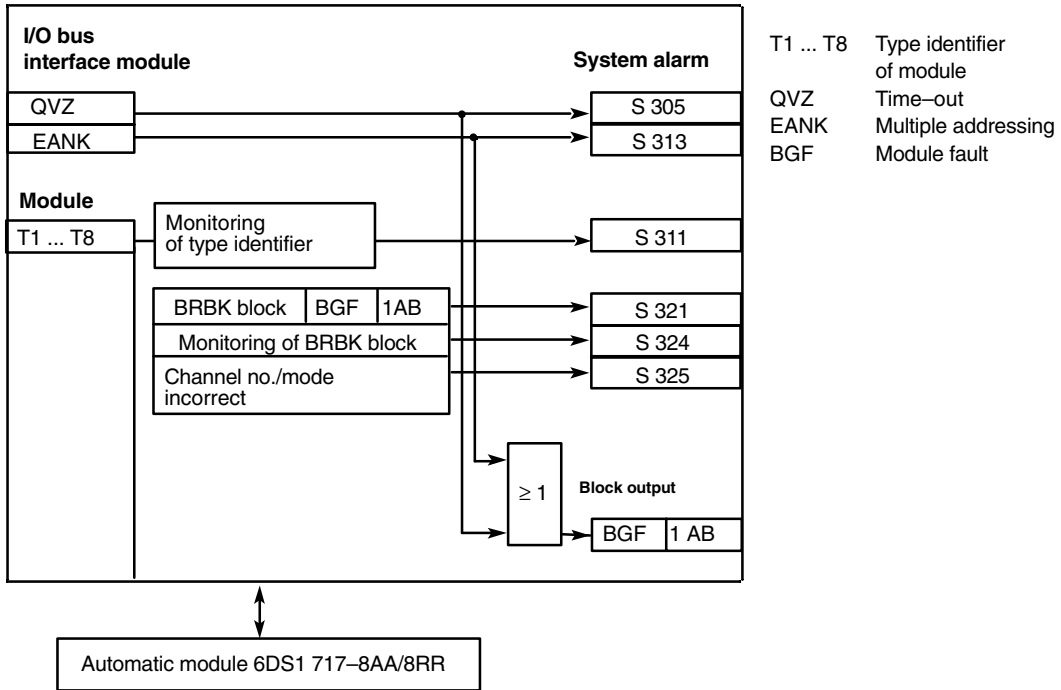 I/O bus
interface module
System alarm
QVZ
S 305
EANK
S 313
Module
T1 ... T8
Monitoring
of type identifier
S 311
BRBK block
BGF
1AB
S 321
Monitoring of BRBK block
S 324
Channel no./mode
incorrect
S 325
≥ 1
Block output
BGF
1 AB
Automatic module 6DS1 717–8AA/8RR
T1 ... T8 Type identifier
of module
QVZ Time–out
EANK Multiple addressing
BGF Module fault